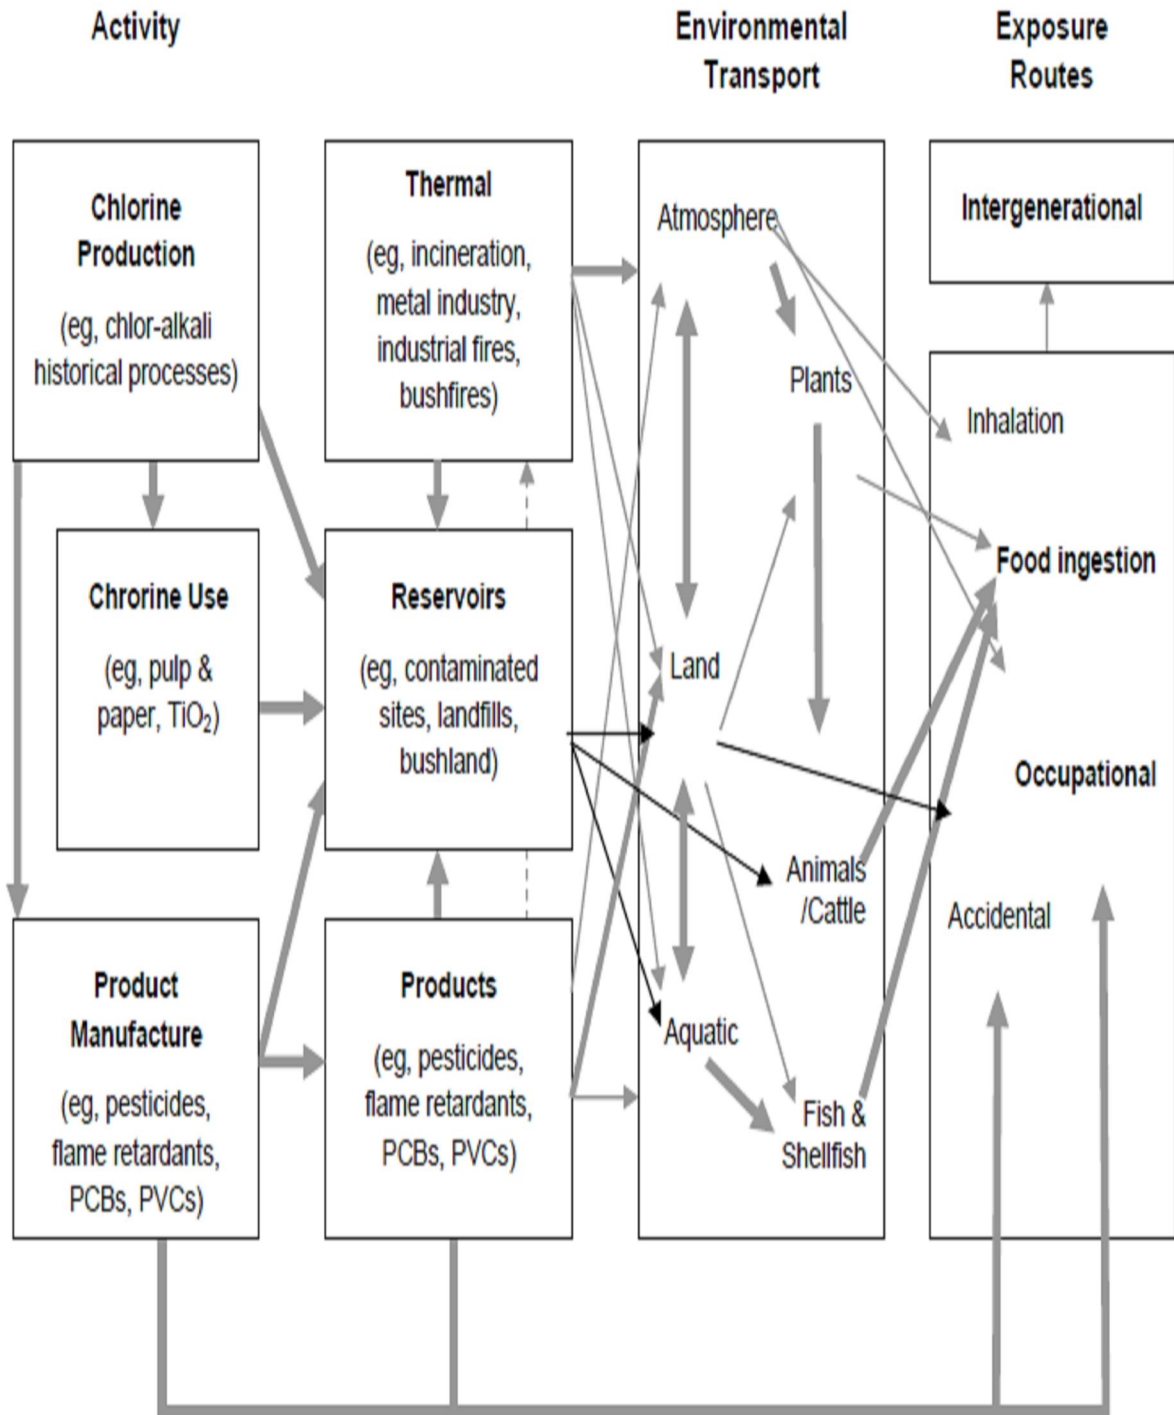 Activity
Environmental
Transport
Exposure
Routes
Chlorine
Production
(eg, chlor-alkali
historical processes)
Thermal
(eg, incineration,
metal industry,
industrial fires,
bushfires)
Atmosphere
Plants
Intergenerational
Inhalation
Food ingestion
Chrorine Use
(eg, pulp &
paper, TiO₂)
Reservoirs
(eg, contaminated
sites, landfills,
bushland)
Land
Occupational
Animals
/Cattle
Accidental
Product
Manufacture
(eg, pesticides,
flame retardants,
PCBs, PVCs)
Products
(eg, pesticides,
flame retardants,
PCBs, PVCs)
Aquatic
Fish &
Shellfish